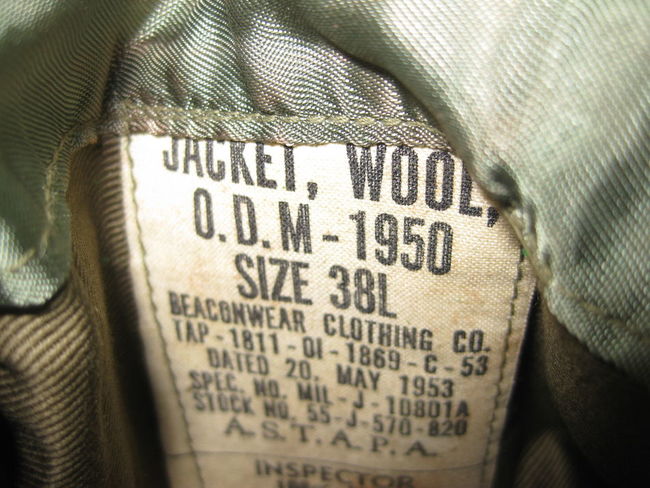 JACKET, WOOL,
O.D. M-1950
SIZE 38L
BEACONWEAR CLOTHING CO.
TAP-1811-OI-1869-C-53
DATED 20. MAY 1953
SPEC. NO. MIL-J-10801A
STOCK NO. 55-J-570-820
A.S.T.A.P.A.
INSPECTOR